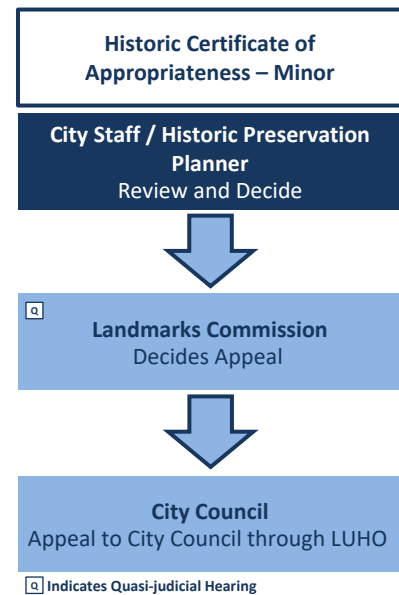 Historic Certificate of
Appropriateness – Minor
City Staff / Historic Preservation
Planner
Review and Decide
Q
Landmarks Commission
Decides Appeal
City Council
Appeal to City Council through LUHO
Q Indicates Quasi-judicial Hearing